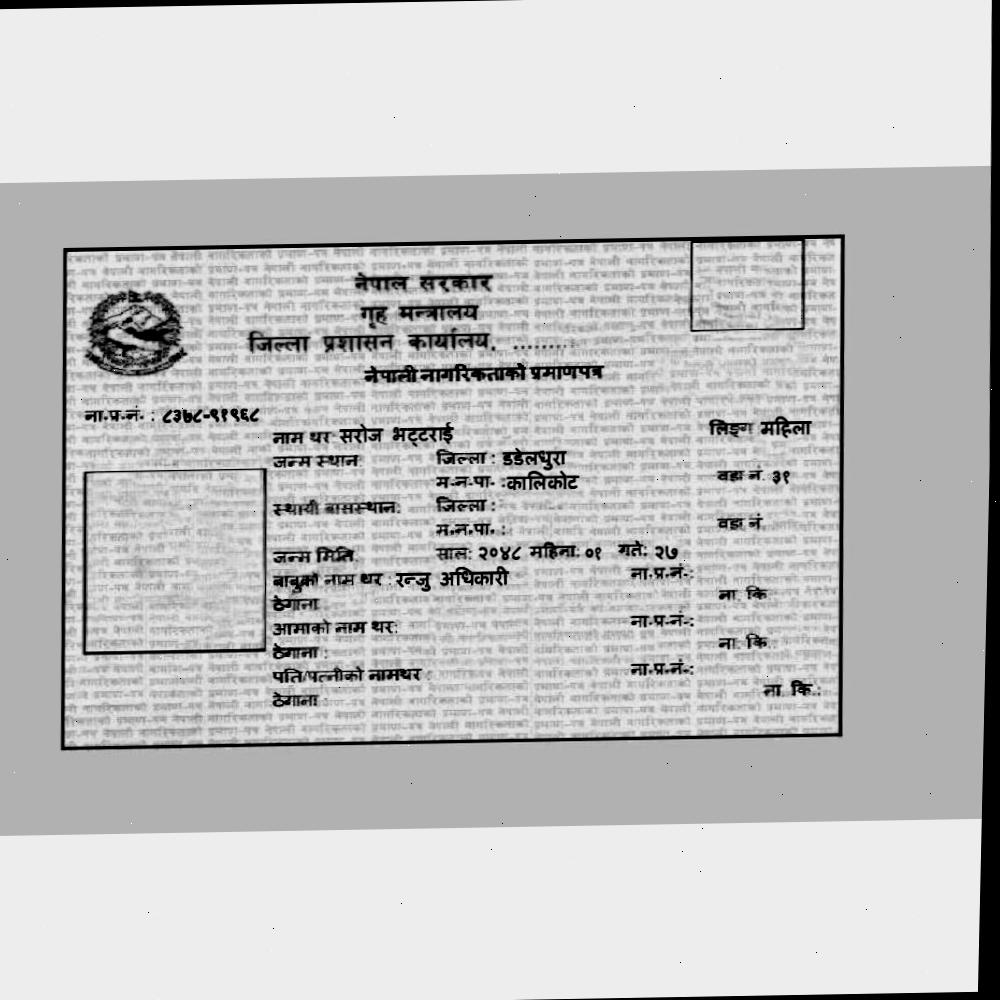 नेपाल सरकार
गृह मन्त्रालय
जिल्ला प्रशासन कार्यालय, .........
नेपाली नागरिकताको प्रमाणपत्र
ना.प्र.नं. : ८३७८-९१९६८
नाम थर सरोज भट्टराई लिङ्ग महिला
जन्म स्थान: जिल्ला : डडेलधुरा
म.न.पा. :कालिकोट वडा नं. ३१
स्थायी बासस्थान: जिल्ला :
म.न.पा. : वडा नं.
जन्म मिति: साल: २०४८ महिना: ०१ गते: २७
बाबुको नाम थर : रन्जु अधिकारी ना.प्र.नं.:
ठेगाना ना. कि.
आमाको नाम थर: ना.प्र.नं.:
ठेगाना : ना. कि.:
पति/पत्नीको नामथर : ना.प्र.नं.:
ठेगाना : ना. कि.: